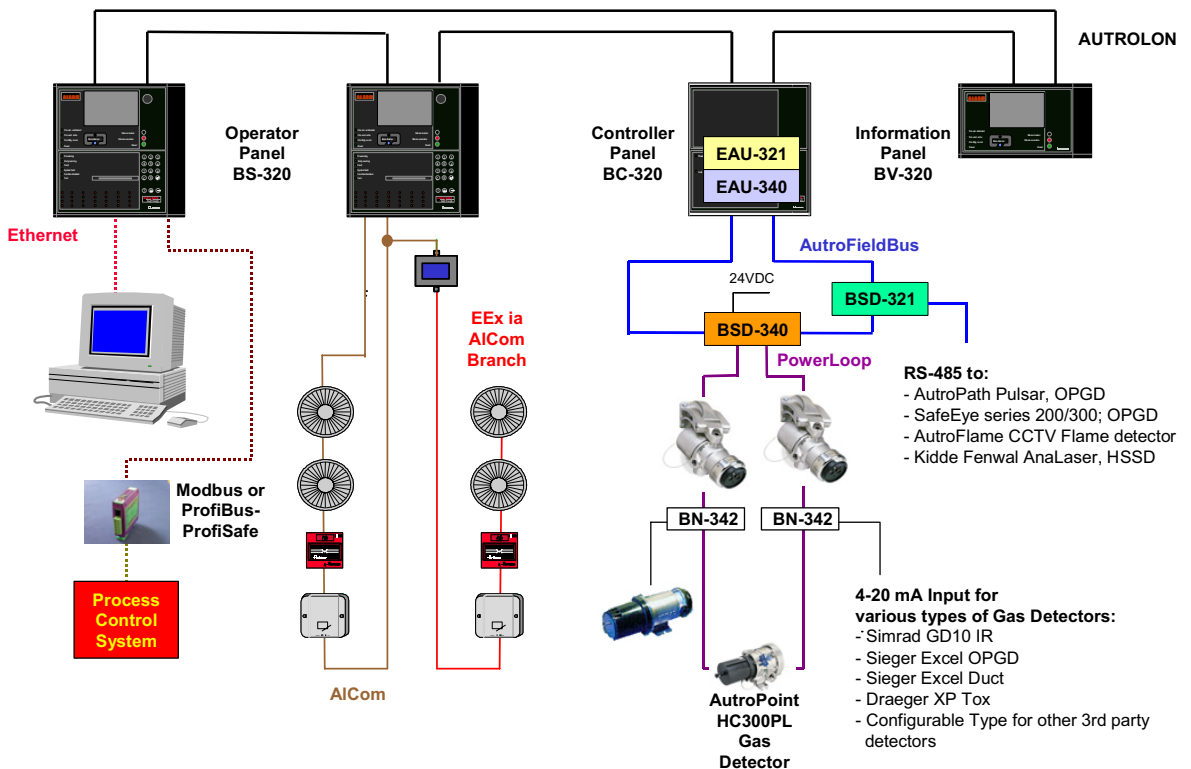 AUTROLON
Operator
Panel
BS-320
Controller
Panel
BC-320
EAU-321
EAU-340
Information
Panel
BV-320
Ethernet
AutroFieldBus
24VDC
BSD-321
BSD-340
EEx ia
AlCom
Branch
PowerLoop
RS-485 to:
- AutroPath Pulsar, OPGD
- SafeEye series 200/300; OPGD
- AutroFlame CCTV Flame detector
- Kidde Fenwal AnaLaser, HSSD
Modbus or
ProfiBus-
ProfiSafe
BN-342
BN-342
Process
Control
System
4-20 mA Input for
various types of Gas Detectors:
- Simrad GD10 IR
- Sieger Excel OPGD
- Sieger Excel Duct
- Draeger XP Tox
- Configurable Type for other 3rd party
detectors
AlCom
AutroPoint
HC300PL
Gas
Detector